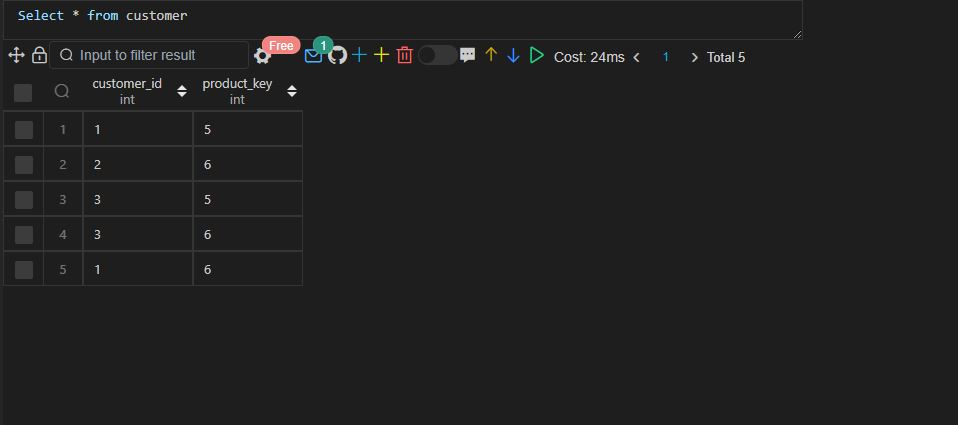 Select * from customer
Input to filter result Free 1 Cost: 24ms 1 Total 5
customer_id product_key
int int
1 1 5
2 2 6
3 3 5
4 3 6
5 1 6